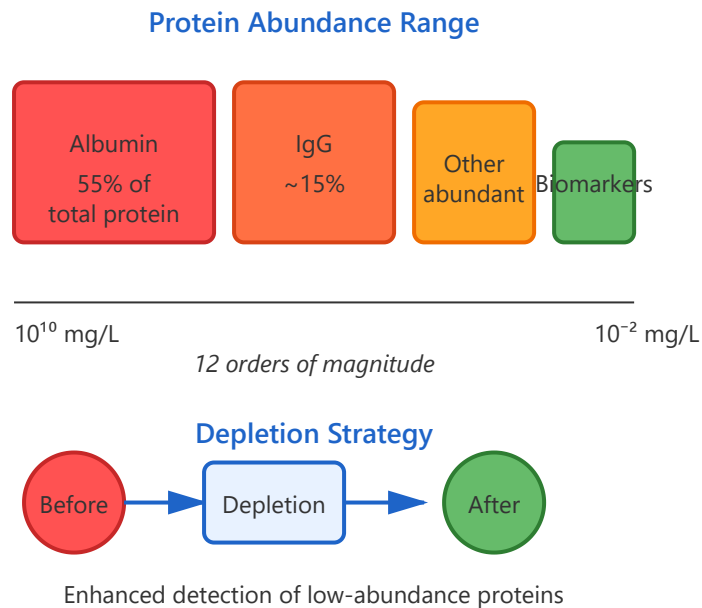 Protein Abundance Range
Albumin
55% of
total protein
IgG
~15%
Other
abundant
Biomarkers
10¹⁰ mg/L
10⁻² mg/L
12 orders of magnitude
Depletion Strategy
Before
Depletion
After
Enhanced detection of low-abundance proteins